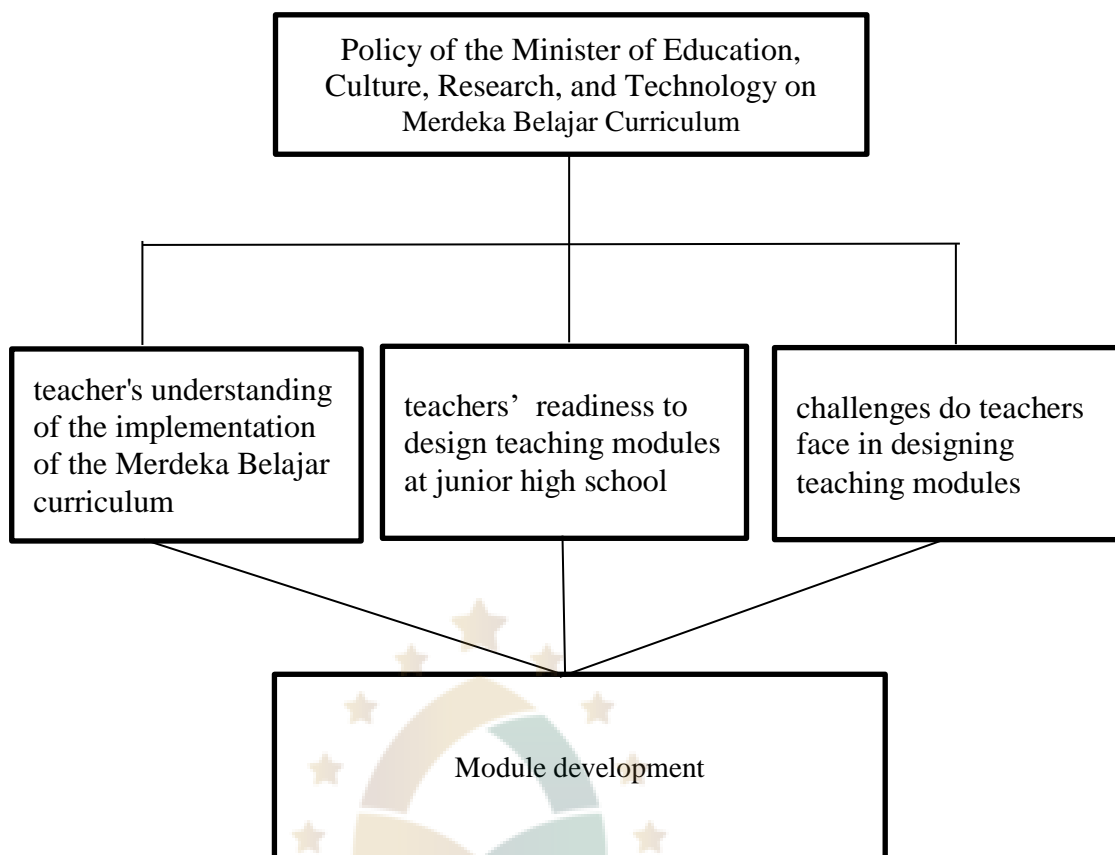 Policy of the Minister of Education,
Culture, Research, and Technology on
Merdeka Belajar Curriculum
teacher's understanding
of the implementation
of the Merdeka Belajar
curriculum
teachers’ readiness to
design teaching modules
at junior high school
challenges do teachers
face in designing
teaching modules
Module development